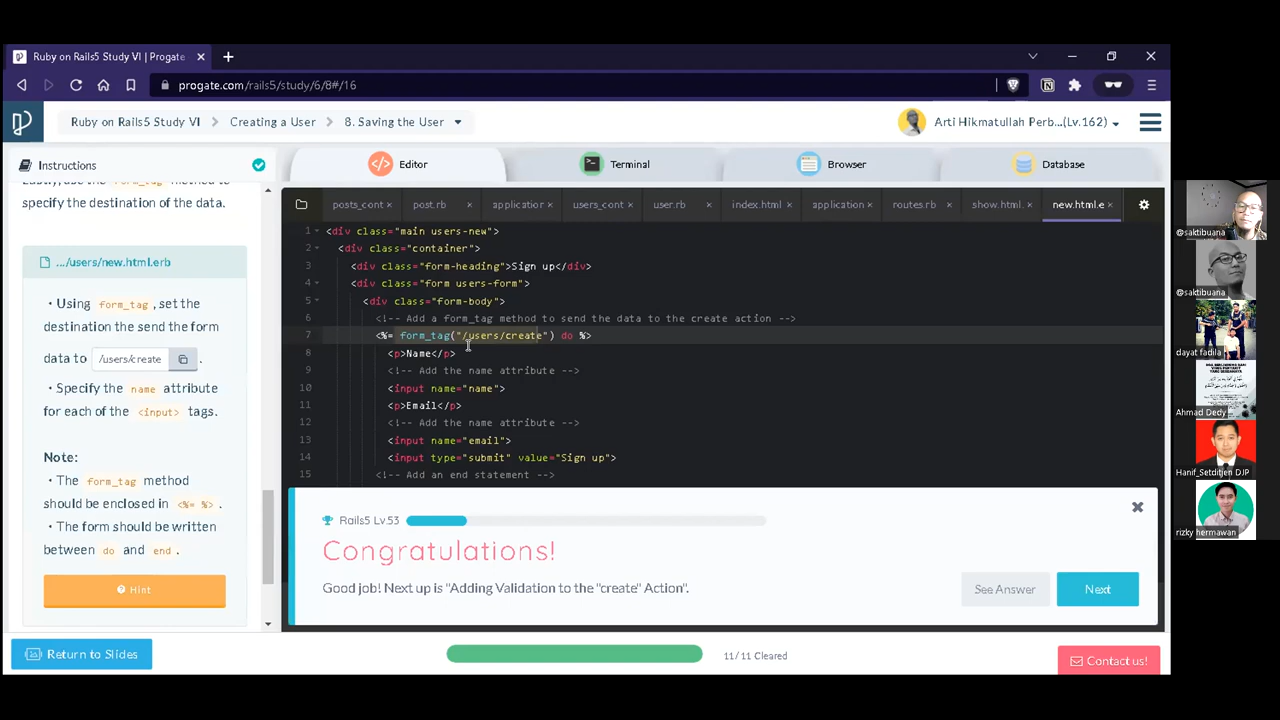 Ruby on Rails5 Study VI | Progate
progate.com/rails5/study/6/8#/16
Ruby on Rails5 Study VI
Creating a User
8. Saving the User
Arti Hikmatullah Perb...(Lv.162)
Instructions
Editor
Terminal
Browser
Database
Lastly, use the form_tag method to
specify the destination of the data.
.../users/new.html.erb
• Using form_tag, set the
destination the send the form
data to /users/create .
• Specify the name attribute
for each of the <input> tags.
Note:
• The form_tag method
should be enclosed in <%= %> .
• The form should be written
between do and end .
Hint
posts_cont
post.rb
application
users_cont
user.rb
index.html
application
routes.rb
show.html.
new.html.e
1 <div class="main users-new">
2 <div class="container">
3 <div class="form-heading">Sign up</div>
4 <div class="form users-form">
5 <div class="form-body">
6 <!-- Add a form_tag method to send the data to the create action -->
7 <%= form_tag("/users/create") do %>
8 <p>Name</p>
9 <!-- Add the name attribute -->
10 <input name="name">
11 <p>Email</p>
12 <!-- Add the name attribute -->
13 <input name="email">
14 <input type="submit" value="Sign up">
15 <!-- Add an end statement -->
Rails5 Lv.53
Congratulations!
Good job! Next up is "Adding Validation to the "create" Action".
See Answer
Next
Return to Slides
11/11 Cleared
Contact us!
@saktibuana
@saktibuana
dayat fadila
Ahmad Dedy
Hanif_Setditjen DJP
rizky hermawan